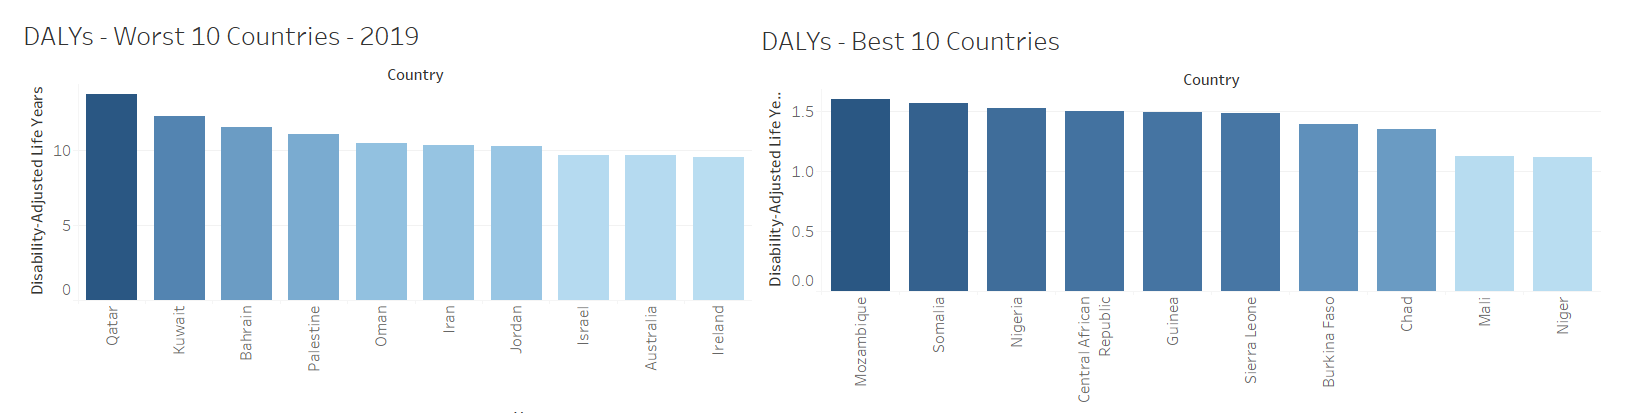 DALYs - Worst 10 Countries - 2019
Country
Disability-Adjusted Life Years
10
5
0
Qatar
Kuwait
Bahrain
Palestine
Oman
Iran
Jordan
Israel
Australia
Ireland
DALYs - Best 10 Countries
Country
Disability-Adjusted Life Ye..
1.5
1.0
0.5
0.0
Mozambique
Somalia
Nigeria
Central African
Republic
Guinea
Sierra Leone
Burkina Faso
Chad
Mali
Niger